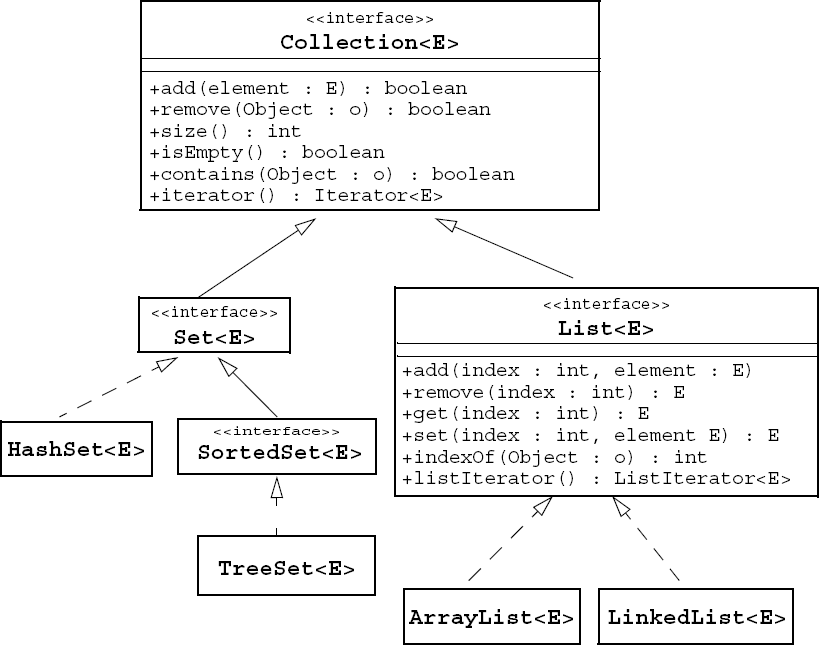 <<interface>>
Collection<E>
+add(element : E) : boolean
+remove(Object : o) : boolean
+size() : int
+isEmpty() : boolean
+contains(Object : o) : boolean
+iterator() : Iterator<E>
<<interface>>
Set<E>
<<interface>>
List<E>
+add(index : int, element : E)
+remove(index : int) : E
+get(index : int) : E
+set(index : int, element E) : E
+indexOf(Object : o) : int
+listIterator() : ListIterator<E>
HashSet<E>
<<interface>>
SortedSet<E>
TreeSet<E>
ArrayList<E>
LinkedList<E>